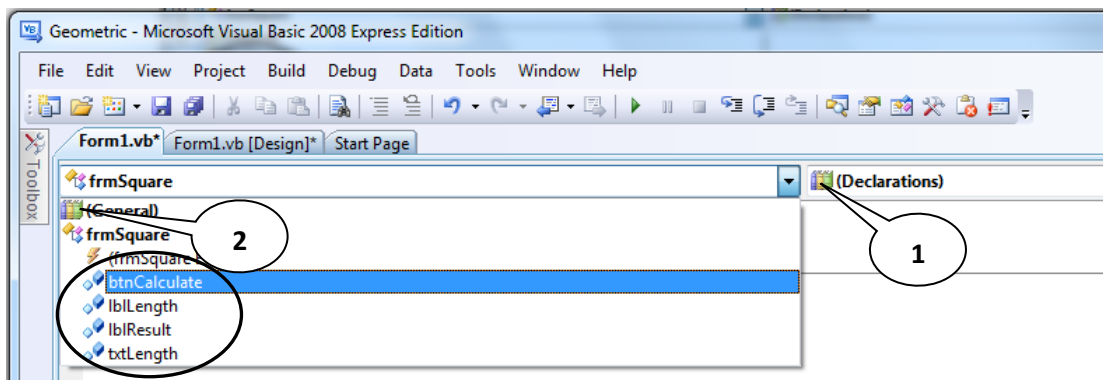 Geometric - Microsoft Visual Basic 2008 Express Edition
File Edit View Project Build Debug Data Tools Window Help
Form1.vb* Form1.vb [Design]* Start Page
Toolbox
frmSquare (Declarations)
(General)
frmSquare
2
1
(frmSquare
btnCalculate
lblLength
lblResult
txtLength